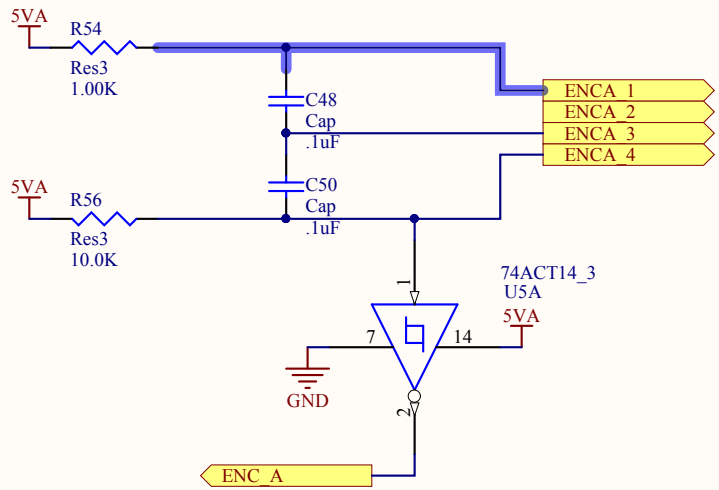 5VA
R54
Res3
1.00K
C48
Cap
.1uF
ENCA_1
ENCA_2
ENCA_3
ENCA_4
5VA
R56
Res3
10.0K
C50
Cap
.1uF
1
74ACT14_3
U5A
5VA
7
14
GND
2
ENC_A